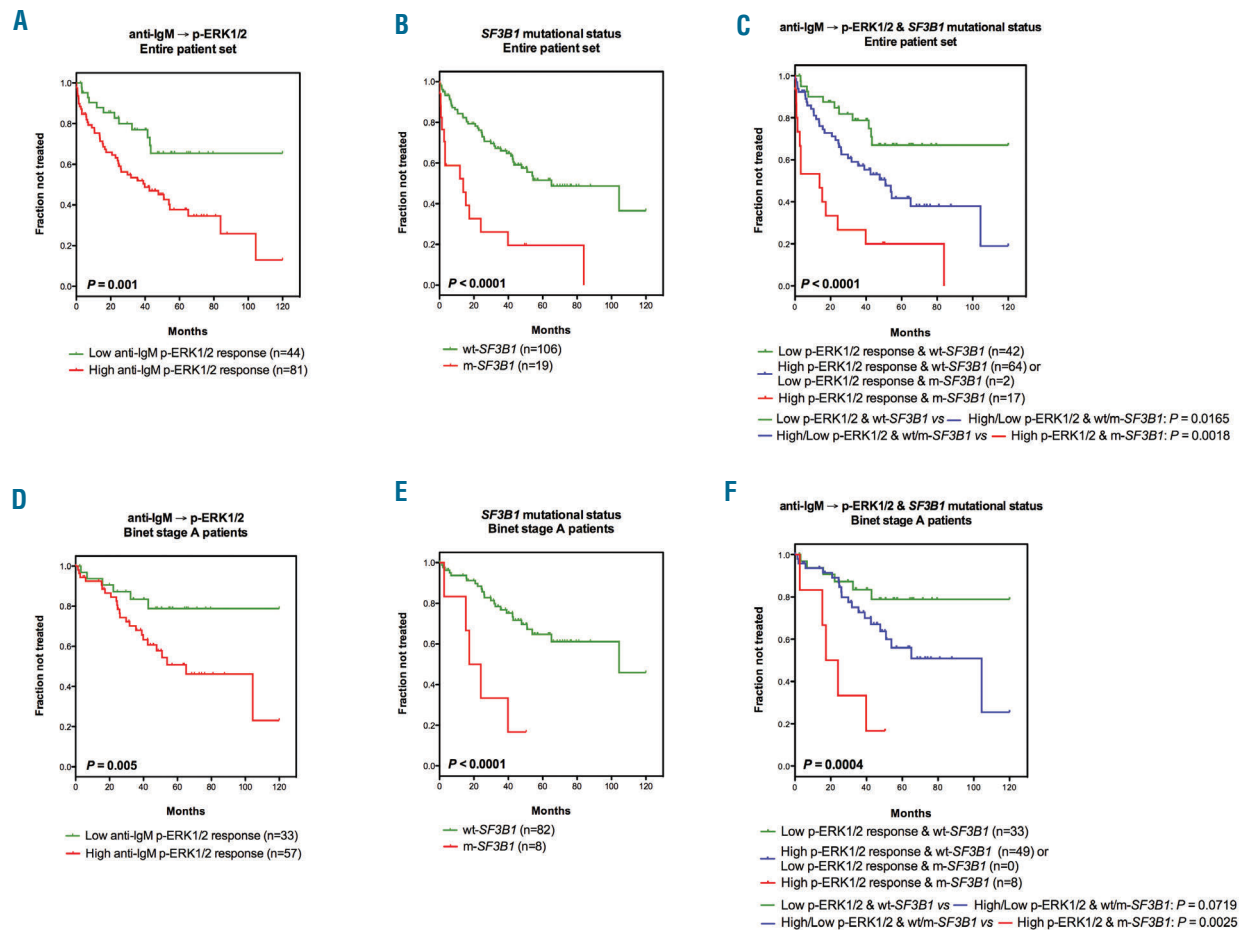 A
anti-IgM → p-ERK1/2
Entire patient set
1.0
0.8
0.6
0.4
0.2
0.0
Fraction not treated
P = 0.001
0 20 40 60 80 100 120
Months
Low anti-IgM p-ERK1/2 response (n=44)
High anti-IgM p-ERK1/2 response (n=81)
B
SF3B1 mutational status
Entire patient set
1.0
0.8
0.6
0.4
0.2
0.0
Fraction not treated
P < 0.0001
0 20 40 60 80 100 120
Months
wt-SF3B1 (n=106)
m-SF3B1 (n=19)
C
anti-IgM → p-ERK1/2 & SF3B1 mutational status
Entire patient set
1.0
0.8
0.6
0.4
0.2
0.0
Fraction not treated
P < 0.0001
0 20 40 60 80 100 120
Months
Low p-ERK1/2 response & wt-SF3B1 (n=42)
High p-ERK1/2 response & wt-SF3B1 (n=64) or
Low p-ERK1/2 response & m-SF3B1 (n=2)
High p-ERK1/2 response & m-SF3B1 (n=17)
Low p-ERK1/2 & wt-SF3B1 vs High/Low p-ERK1/2 & wt/m-SF3B1: P = 0.0165
High/Low p-ERK1/2 & wt/m-SF3B1 vs High p-ERK1/2 & m-SF3B1: P = 0.0018
D
anti-IgM → p-ERK1/2
Binet stage A patients
1.0
0.8
0.6
0.4
0.2
0.0
Fraction not treated
P = 0.005
0 20 40 60 80 100 120
Months
Low anti-IgM p-ERK1/2 response (n=33)
High anti-IgM p-ERK1/2 response (n=57)
E
SF3B1 mutational status
Binet stage A patients
1.0
0.8
0.6
0.4
0.2
0.0
Fraction not treated
P < 0.0001
0 20 40 60 80 100 120
Months
wt-SF3B1 (n=82)
m-SF3B1 (n=8)
F
anti-IgM → p-ERK1/2 & SF3B1 mutational status
Binet stage A patients
1.0
0.8
0.6
0.4
0.2
0.0
Fraction not treated
P = 0.0004
0 20 40 60 80 100 120
Months
Low p-ERK1/2 response & wt-SF3B1 (n=33)
High p-ERK1/2 response & wt-SF3B1 (n=49) or
Low p-ERK1/2 response & m-SF3B1 (n=0)
High p-ERK1/2 response & m-SF3B1 (n=8)
Low p-ERK1/2 & wt-SF3B1 vs High/Low p-ERK1/2 & wt/m-SF3B1: P = 0.0719
High/Low p-ERK1/2 & wt/m-SF3B1 vs High p-ERK1/2 & m-SF3B1: P = 0.0025